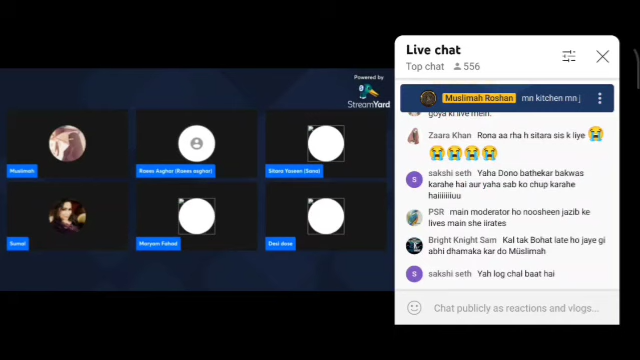 Powered by
StreamYard
Muslimah
Raees Asghar (Raees asghar)
Sitara Yaseen (Sasa)
Sumai
Maryam Fahad
Desi dose
Live chat
Top chat 556
Muslimah Roshan mn kitchen mn j
goya ki live mein.
Zaara Khan Rona aa rha h sitara sis k liye 😭
😭😭😭😭
sakshi seth Yaha Dono bathekar bakwas
karahe hai aur yaha sab ko chup karahe
haiiiiiiiuu
PSR main moderator ho noosheen jazib ke
lives main she iirates
Bright Knight Sam Kal tak Bohat late ho jaye gi
abhi dhamaka kar do Müslimah
sakshi seth Yah log chal baat hai
Chat publicly as reactions and vlogs...